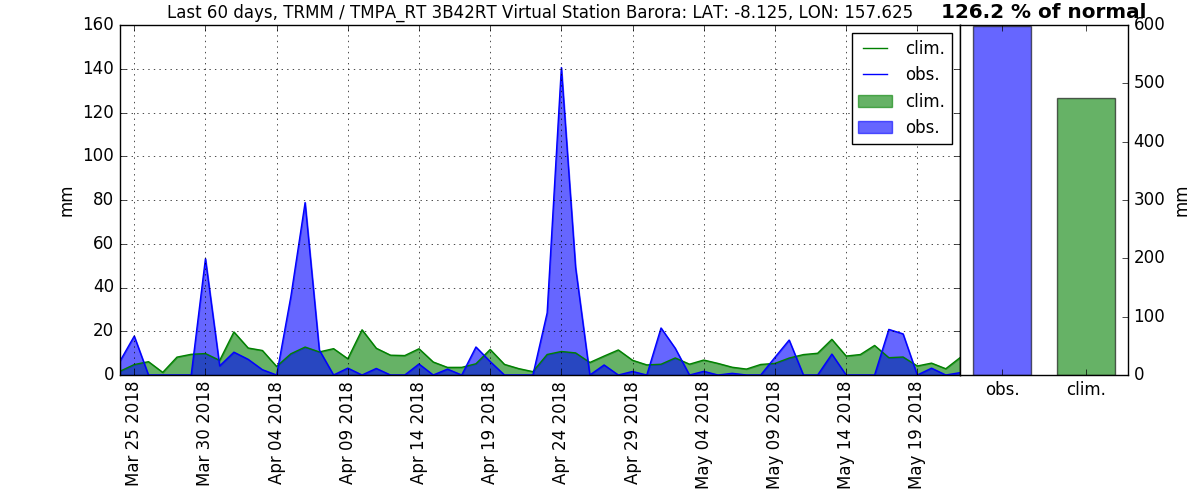 Last 60 days, TRMM / TMPA_RT 3B42RT Virtual Station Barora: LAT: -8.125, LON: 157.625
126.2 % of normal
160
140
120
100
80
60
40
20
0
mm
clim.
obs.
clim.
obs.
600
500
400
300
200
100
0
mm
obs.
clim.
Mar 25 2018
Mar 30 2018
Apr 04 2018
Apr 09 2018
Apr 14 2018
Apr 19 2018
Apr 24 2018
Apr 29 2018
May 04 2018
May 09 2018
May 14 2018
May 19 2018